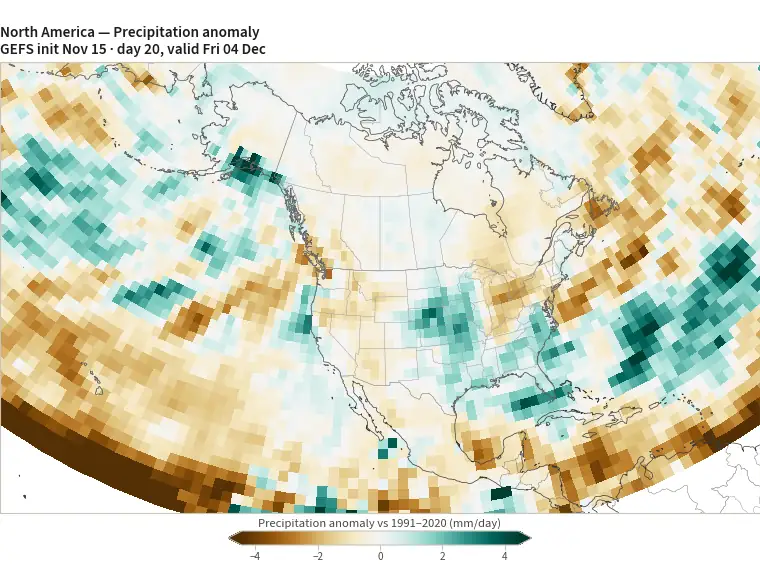 North America — Precipitation anomaly
GEFS init Nov 15 · day 20, valid Fri 04 Dec
Precipitation anomaly vs 1991–2020 (mm/day)
−4 −2 0 2 4